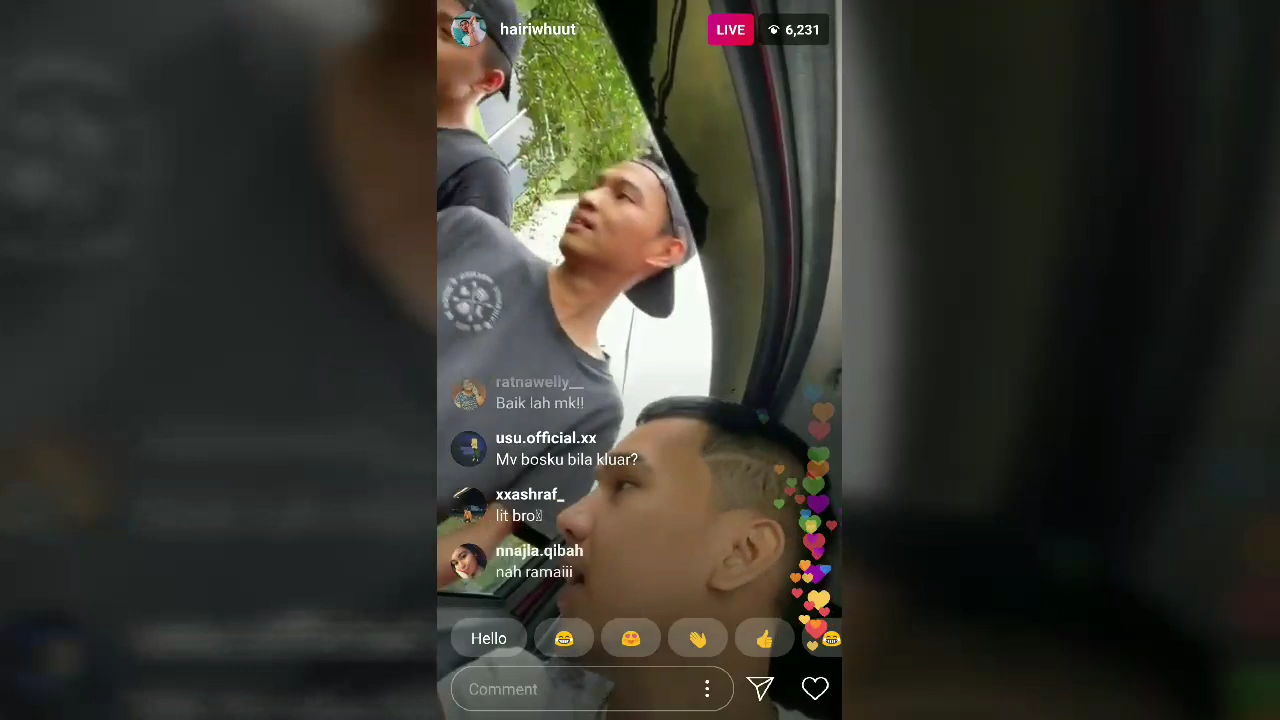 hairiwhuut
LIVE
6,231
ratnawelly__
Baik lah mk!!
usu.official.xx
Mv bosku bila kluar?
xxashraf_
lit bro
nnajla.qibah
nah ramaiii
Hello
Comment